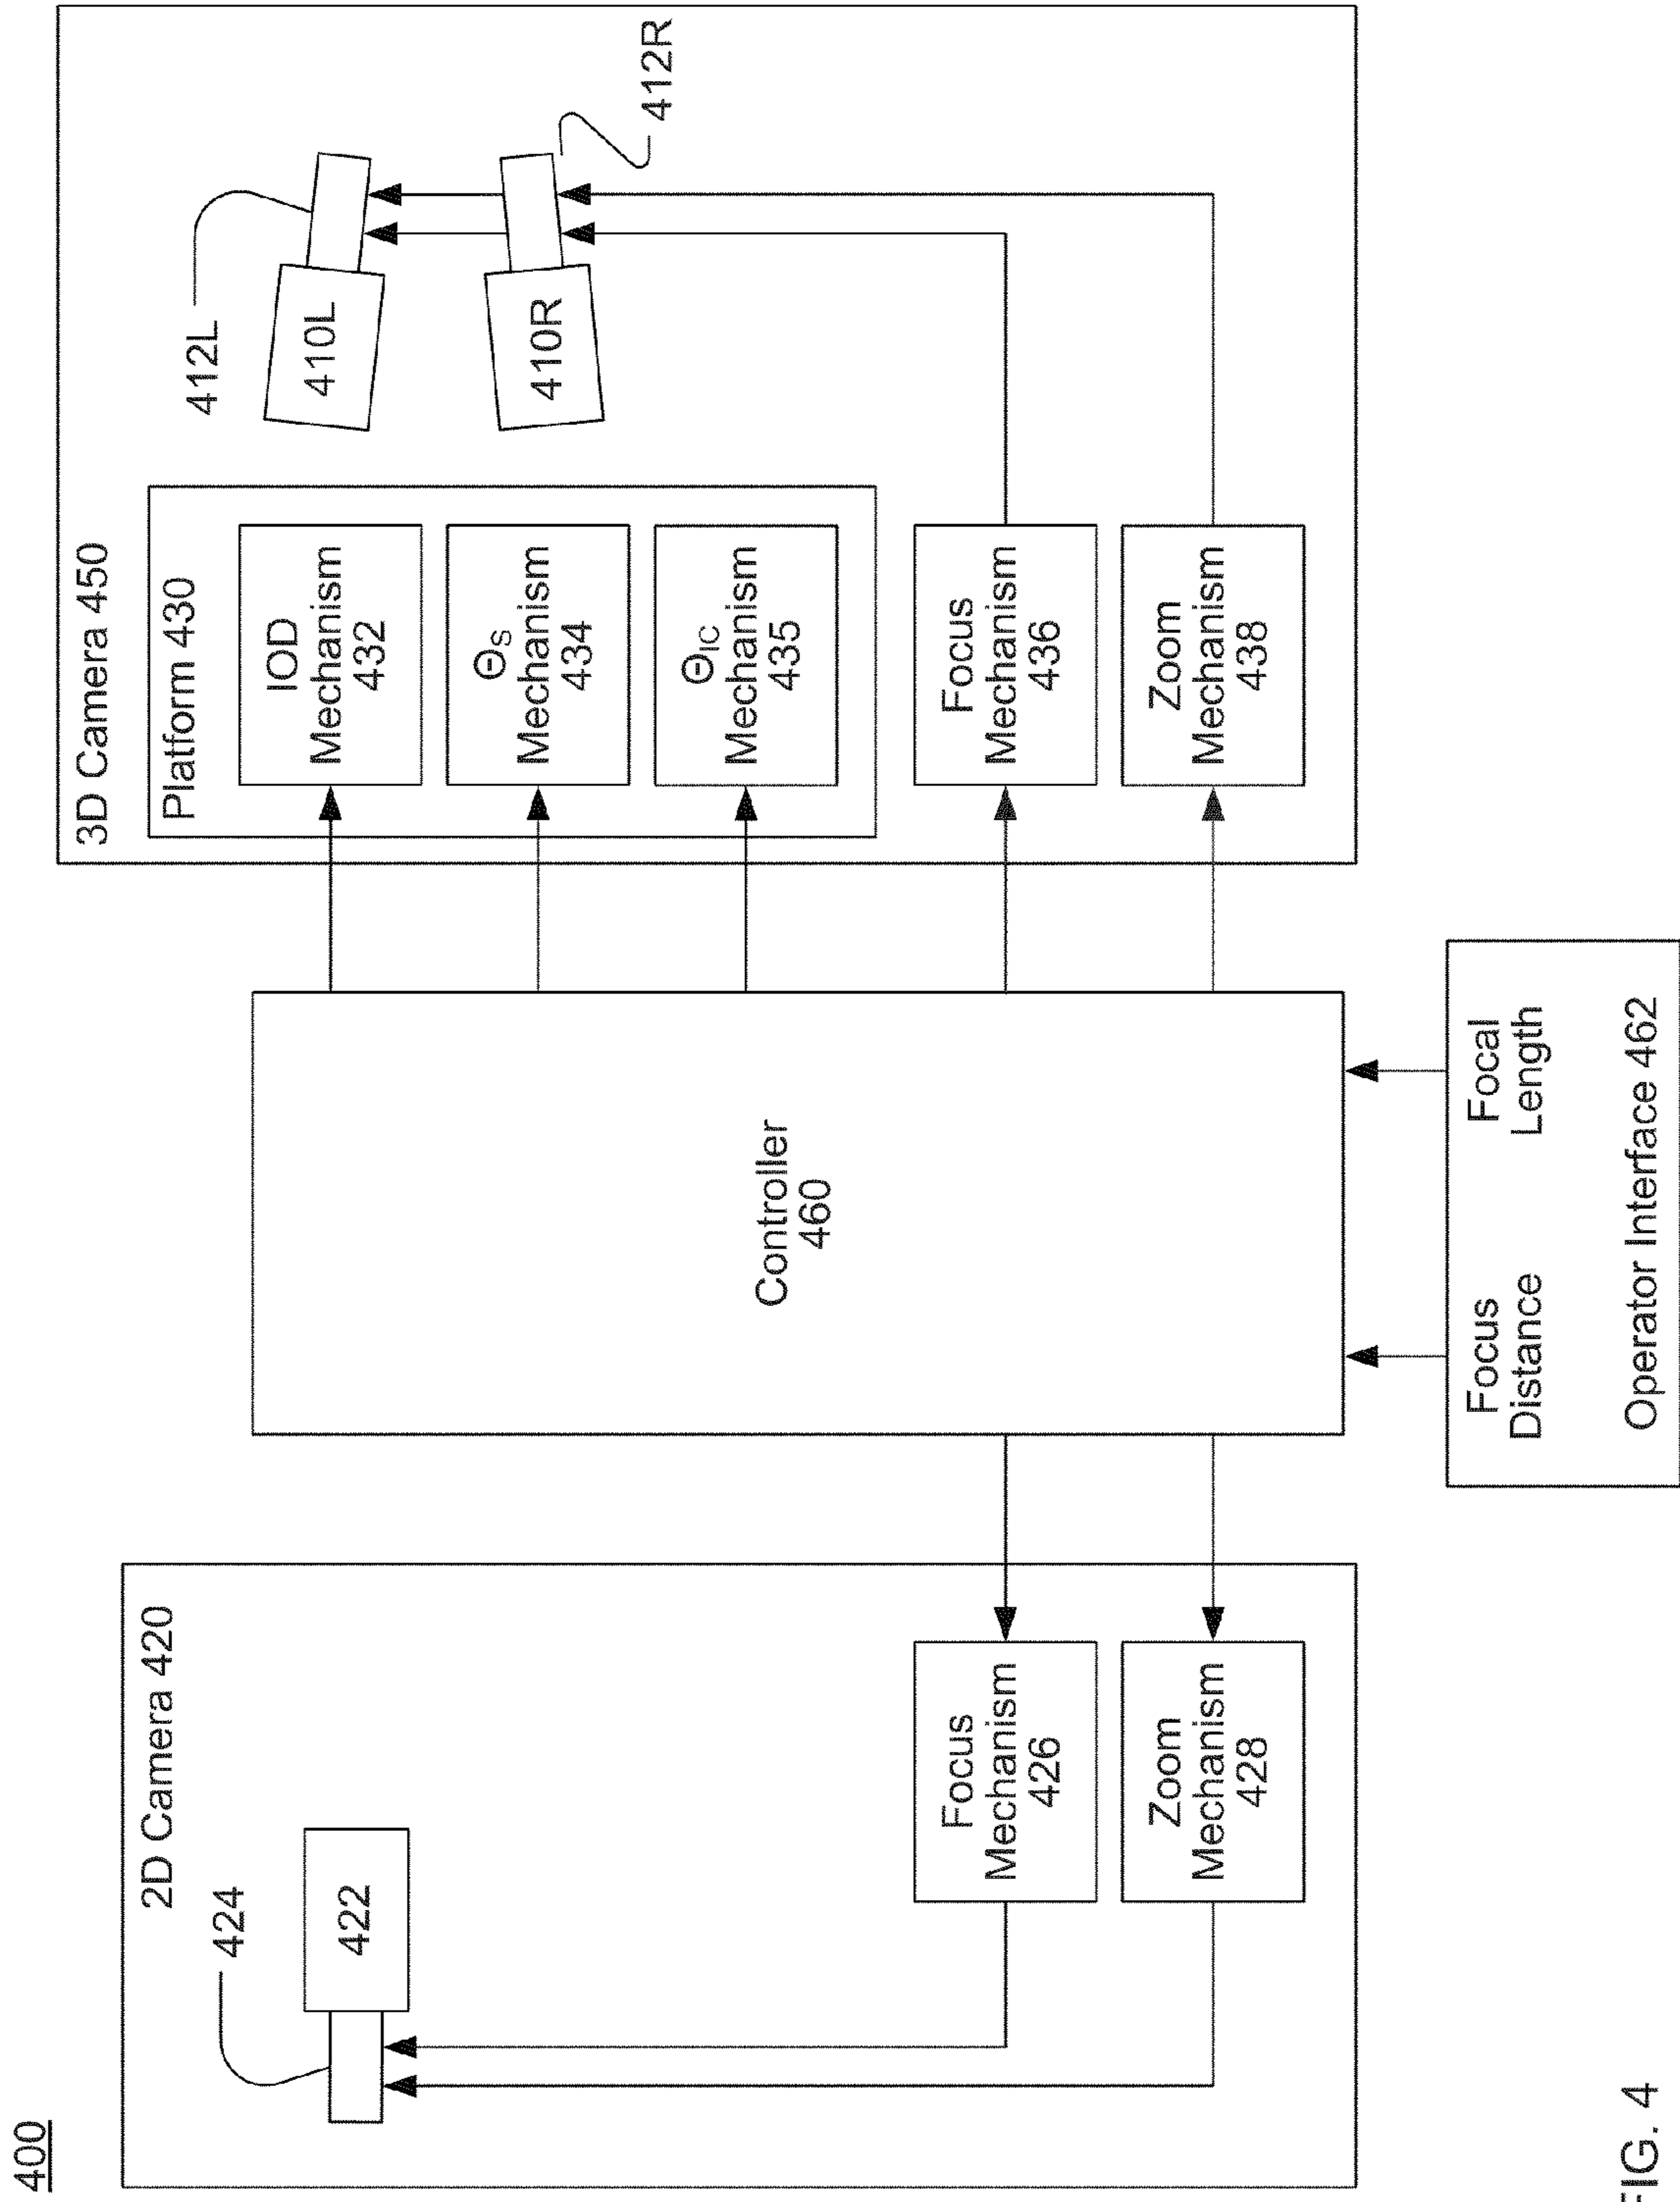 400
2D Camera 420
424
422
Focus
Mechanism
426
Zoom
Mechanism
428
Controller
460
Focus
Distance
Focal
Length
Operator Interface 462
3D Camera 450
Platform 430
IOD
Mechanism
432
ΘS
Mechanism
434
ΘIC
Mechanism
435
Focus
Mechanism
436
Zoom
Mechanism
438
412L
410L
410R
412R
FIG. 4